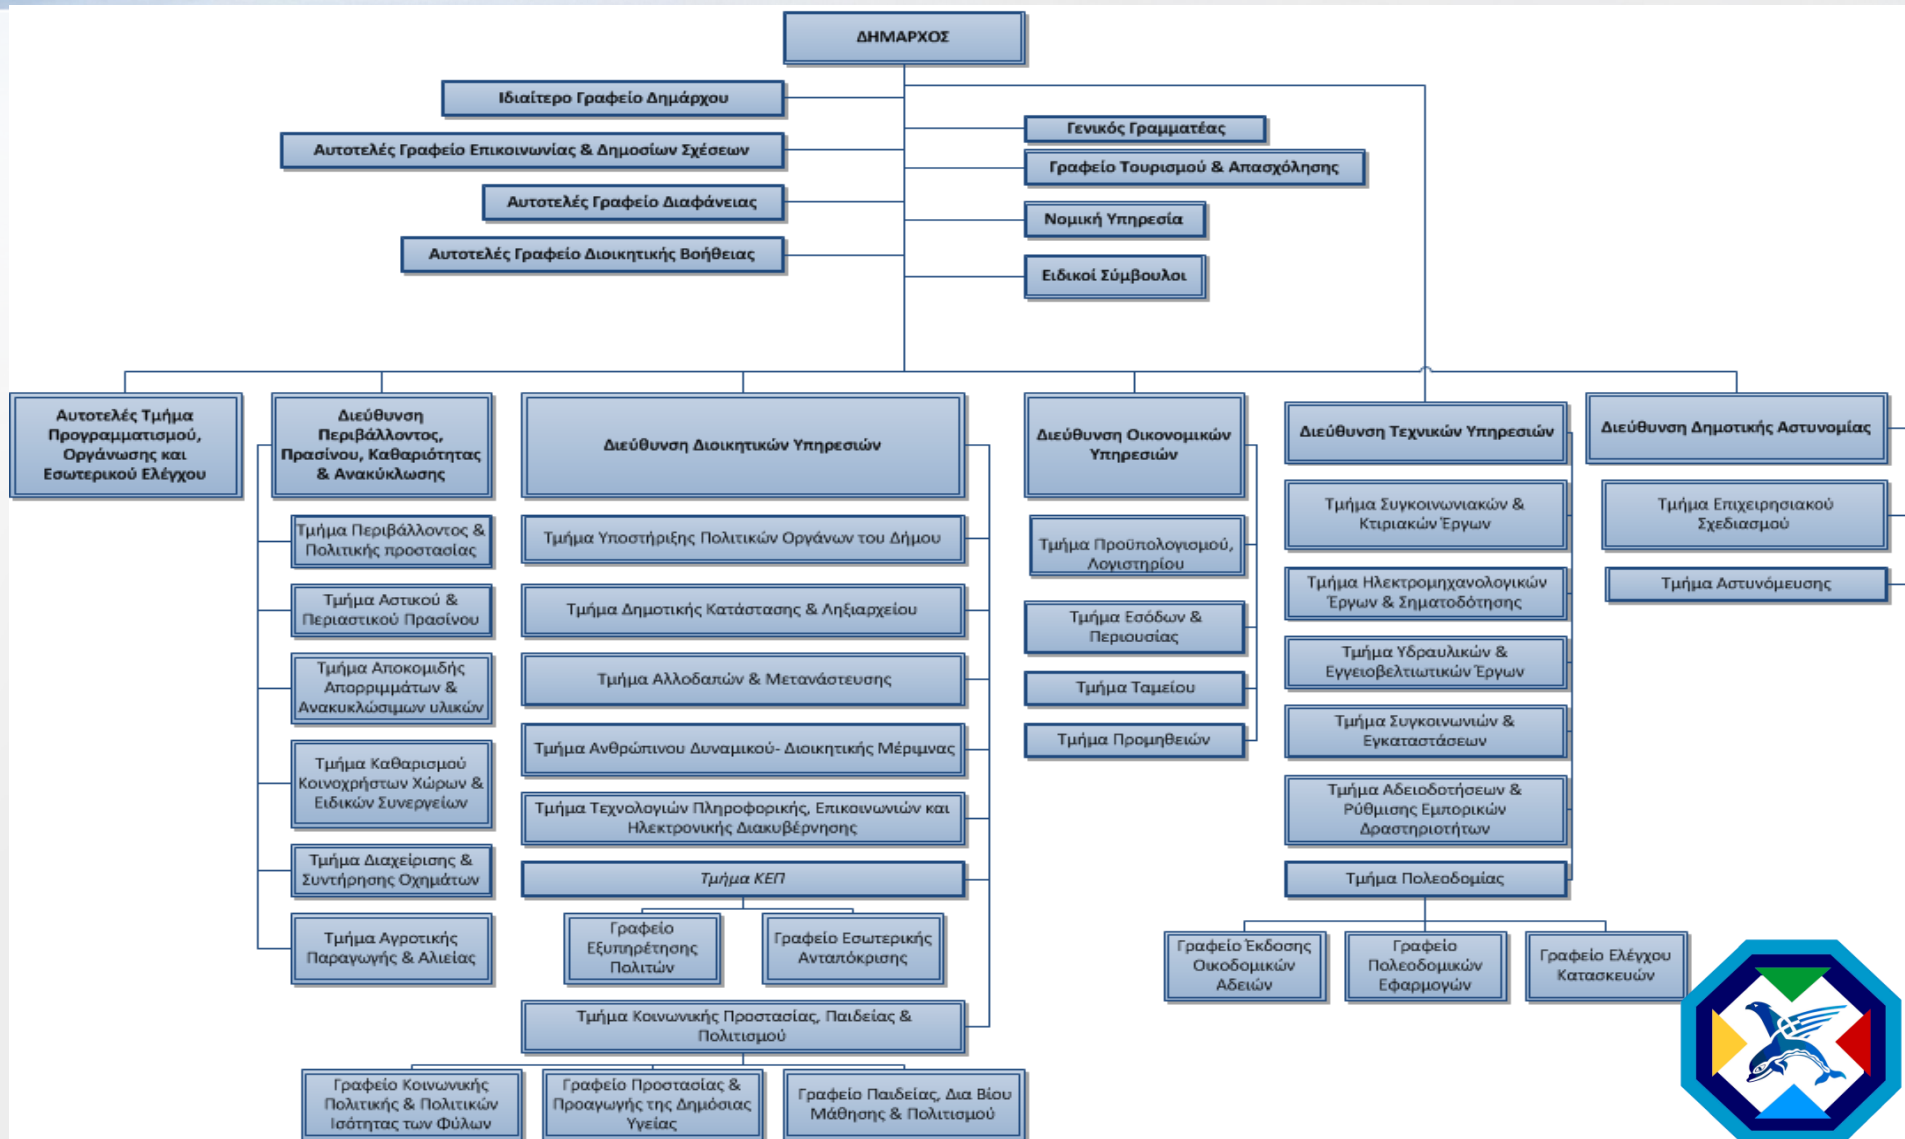 ΔΗΜΑΡΧΟΣ
Ιδιαίτερο Γραφείο Δημάρχου
Αυτοτελές Γραφείο Επικοινωνίας & Δημοσίων Σχέσεων
Αυτοτελές Γραφείο Διαφάνειας
Αυτοτελές Γραφείο Διοικητικής Βοήθειας
Γενικός Γραμματέας
Γραφείο Τουρισμού & Απασχόλησης
Νομική Υπηρεσία
Ειδικοί Σύμβουλοι
Αυτοτελές Τμήμα
Προγραμματισμού,
Οργάνωσης και
Εσωτερικού Ελέγχου
Διεύθυνση
Περιβάλλοντος,
Πρασίνου, Καθαριότητας
& Ανακύκλωσης
Τμήμα Περιβάλλοντος &
Πολιτικής προστασίας
Τμήμα Αστικού &
Περιαστικού Πρασίνου
Τμήμα Αποκομιδής
Απορριμμάτων &
Ανακυκλώσιμων υλικών
Τμήμα Καθαρισμού
Κοινοχρήστων Χώρων &
Ειδικών Συνεργείων
Τμήμα Διαχείρισης &
Συντήρησης Οχημάτων
Τμήμα Αγροτικής
Παραγωγής & Αλιείας
Διεύθυνση Διοικητικών Υπηρεσιών
Τμήμα Υποστήριξης Πολιτικών Οργάνων του Δήμου
Τμήμα Δημοτικής Κατάστασης & Ληξιαρχείου
Τμήμα Αλλοδαπών & Μετανάστευσης
Τμήμα Ανθρώπινου Δυναμικού- Διοικητικής Μέριμνας
Τμήμα Τεχνολογιών Πληροφορικής, Επικοινωνιών και
Ηλεκτρονικής Διακυβέρνησης
Τμήμα ΚΕΠ
Γραφείο
Εξυπηρέτησης
Πολιτών
Γραφείο Εσωτερικής
Ανταπόκρισης
Τμήμα Κοινωνικής Προστασίας, Παιδείας &
Πολιτισμού
Γραφείο Κοινωνικής
Πολιτικής & Πολιτικών
Ισότητας των Φύλων
Γραφείο Προστασίας &
Προαγωγής της Δημόσιας
Υγείας
Γραφείο Παιδείας, Δια Βίου
Μάθησης & Πολιτισμού
Διεύθυνση Οικονομικών
Υπηρεσιών
Τμήμα Προϋπολογισμού,
Λογιστηρίου
Τμήμα Εσόδων &
Περιουσίας
Τμήμα Ταμείου
Τμήμα Προμηθειών
Διεύθυνση Τεχνικών Υπηρεσιών
Τμήμα Συγκοινωνιακών &
Κτιριακών Έργων
Τμήμα Ηλεκτρομηχανολογικών
Έργων & Σηματοδότησης
Τμήμα Υδραυλικών &
Εγγειοβελτιωτικών Έργων
Τμήμα Συγκοινωνιών &
Εγκαταστάσεων
Τμήμα Αδειοδοτήσεων &
Ρύθμισης Εμπορικών
Δραστηριοτήτων
Τμήμα Πολεοδομίας
Γραφείο Έκδοσης
Οικοδομικών
Αδειών
Γραφείο
Πολεοδομικών
Εφαρμογών
Γραφείο Ελέγχου
Κατασκευών
Διεύθυνση Δημοτικής Αστυνομίας
Τμήμα Επιχειρησιακού
Σχεδιασμού
Τμήμα Αστυνόμευσης